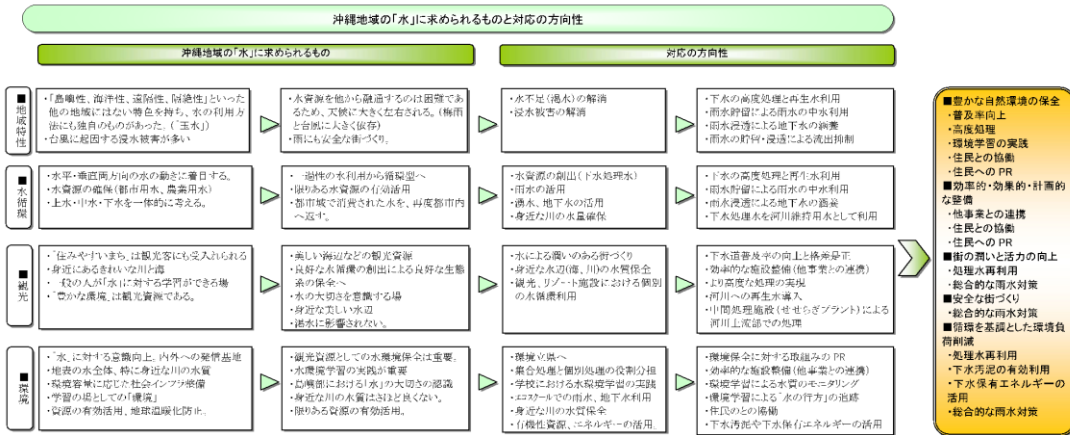 沖縄地域の「水」に求められるものと対応の方向性
沖縄地域の「水」に求められるもの
対応の方向性
■地域特性
・「島嶼性、海洋性、遠隔性、隔絶性」といった
他の地域にはない特色を持ち、水の利用方
法にも独自のものがあった。(「玉水」)
・台風に起因する浸水被害が多い
・水資源を他から融通するのは困難であ
るため、天候に大きく左右される。(梅雨
と台風に大きく依存)
・雨にも安全な街づくり。
・水不足(渇水)の解消
・浸水被害の解消
・下水の高度処理と再生水利用
・雨水貯留による雨水の中水利用
・雨水浸透による地下水の涵養
・雨水の貯留・浸透による流出抑制
■水循環
・水平・垂直両方向の水の動きに着目する。
・水資源の確保(都市用水、農業用水)
・上水・中水・下水を一体的に考える。
・一過性の水利用から循環型へ
・限りある水資源の有効活用
・都市域で消費された水を、再度都市内
へ返す。
・水資源の創出(下水処理水)
・雨水の活用
・湧水、地下水の活用
・身近な川の水量確保
・下水の高度処理と再生水利用
・雨水貯留による雨水の中水利用
・雨水浸透による地下水の涵養
・下水処理水を河川維持用水として利用
■観光
・「住みやすいまち」は観光客にも受入れられる
・身近にあるきれいな川と海
・一般の人が「水」に対する学習ができる場
・「豊かな環境」は観光資源である。
・美しい海辺などの観光資源
・良好な水循環の創出による良好な生態
系の保全へ
・水の大切さを意識する場
・身近な美しい水辺
・渇水に影響されない。
・水による潤いのある街づくり
・身近な水辺(海、川)の水質保全
・観光、リゾート施設における個別
の水循環利用
・下水道普及率の向上と格差是正
・効率的な施設整備(他事業との連携)
・より高度な処理の実現
・河川への再生水導入
・中間処理施設(せせらぎプラント)による
河川上流部での処理
■環境
・「水」に対する意識向上、内外への発信基地
・地表の水全体、特に身近な川の水質
・環境容量に応じた社会インフラ整備
・学習の場としての「環境」
・資源の有効活用、地球温暖化防止。
・観光資源としての水環境保全は重要。
・水環境学習の実践が重要
・島嶼部における「水」の大切さの認識
・身近な川の水質はさほど良くない。
・限りある資源の有効活用。
・環境立県へ
・集合処理と個別処理の役割分担
・学校における水環境学習の実践
・エコスクールでの雨水、地下水利用
・身近な川の水質保全
・有機性資源、エネルギーの活用
・環境保全に対する取組みの PR
・効率的な施設整備(他事業との連携)
・環境学習による水質のモニタリング
・環境学習による「水の行方」の追跡
・住民のとの協働
・下水汚泥や下水保有エネルギーの活用
■豊かな自然環境の保全
・普及率向上
・高度処理
・環境学習の実践
・住民との協働
・住民への PR
■効率的・効果的・計画的
な整備
・他事業との連携
・住民との協働
・住民への PR
■街の潤いと活力の向上
・処理水再利用
・総合的な雨水対策
■安全な街づくり
・総合的な雨水対策
■循環を基調とした環境負
荷削減
・処理水再利用
・下水汚泥の有効利用
・下水保有エネルギーの
活用
・総合的な雨水対策